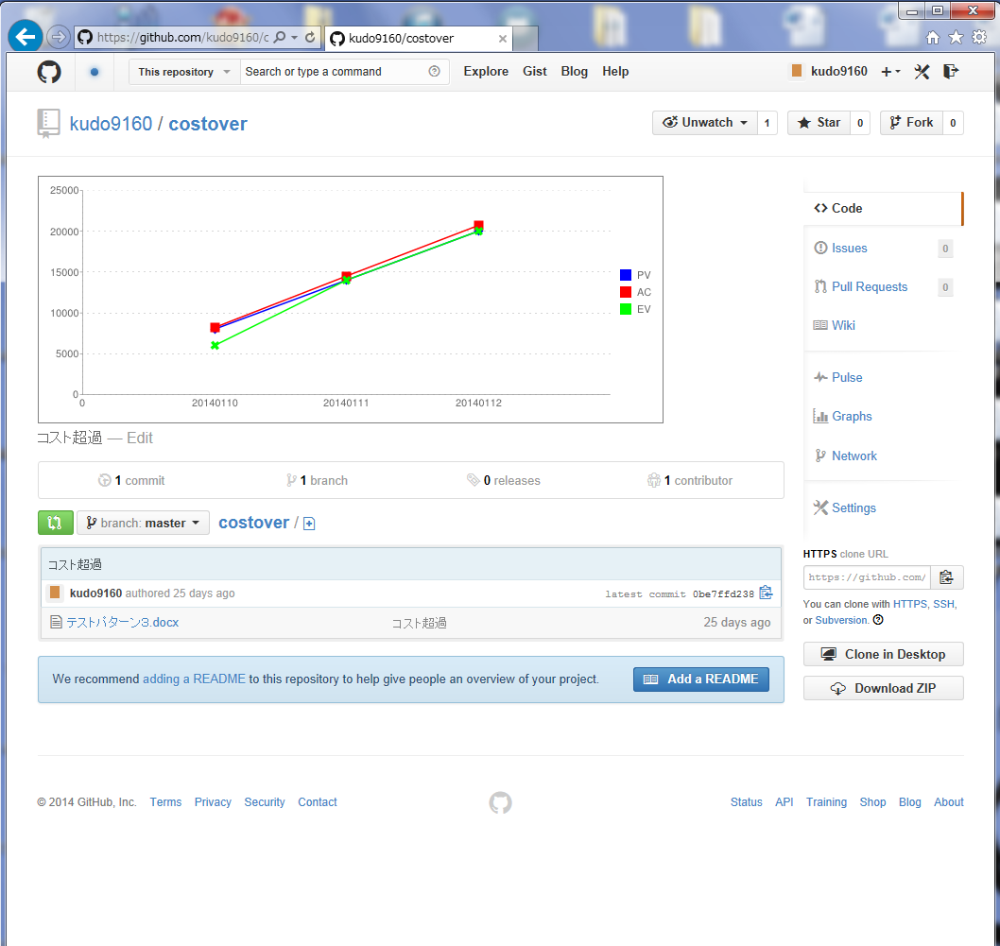 https://github.com/kudo9160/c
kudo9160/costover
This repository
Search or type a command
Explore Gist Blog Help
kudo9160
kudo9160 / costover
Unwatch 1
Star 0
Fork 0
25000
20000
15000
10000
5000
0
0 20140110 20140111 20140112
PV
AC
EV
コスト超過 — Edit
1 commit
1 branch
0 releases
1 contributor
branch: master
costover /
コスト超過
kudo9160 authored 25 days ago
latest commit 0be7ffd238
テストパターン3.docx コスト超過 25 days ago
We recommend adding a README to this repository to help give people an overview of your project.
Add a README
Code
Issues 0
Pull Requests 0
Wiki
Pulse
Graphs
Network
Settings
HTTPS clone URL
https://github.com/
You can clone with HTTPS, SSH,
or Subversion.
Clone in Desktop
Download ZIP
© 2014 GitHub, Inc. Terms Privacy Security Contact
Status API Training Shop Blog About